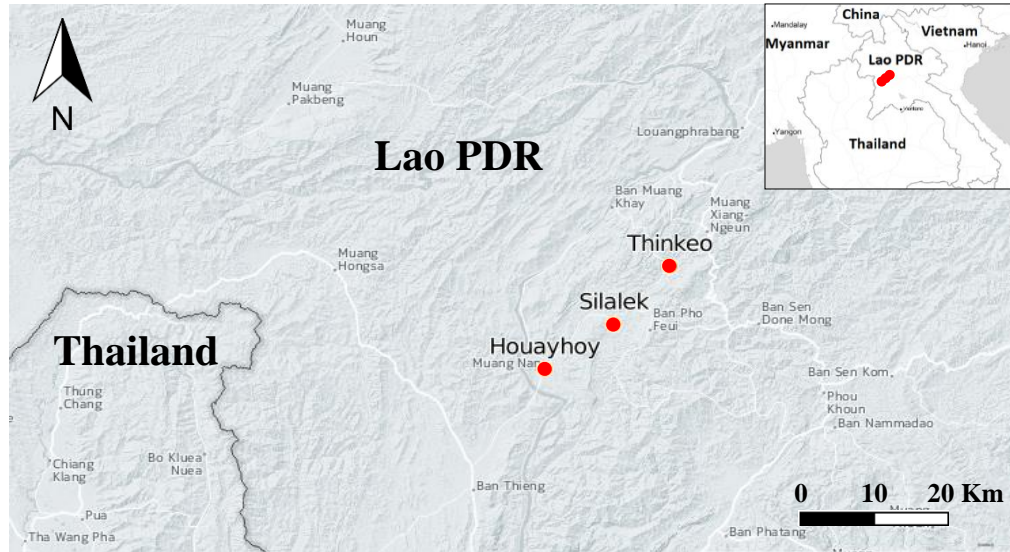 China
Mandalay
Vietnam
Hanoi
Myanmar
Lao PDR
Vientiane
Yangon
Thailand
N
Muang
Houn
Muang
Pakbeng
Louangphrabang
Lao PDR
Ban Muang
Khay
Muang
Xiang-
Ngeun
Thinkeo
Muang
Hongsa
Silalek
Ban Pho
Feui
Ban Sen
Done Mong
Thailand
Houayhoy
Muang Nan
Ban Sen Kom
Thung
Chang
Phou
Khoun
Ban Nammadao
Chiang
Klang
Bo Kluea
Nuea
Ban Thieng
0 10 20 Km
Pua
Tha Wang Pha
Ban Phatang
Muang